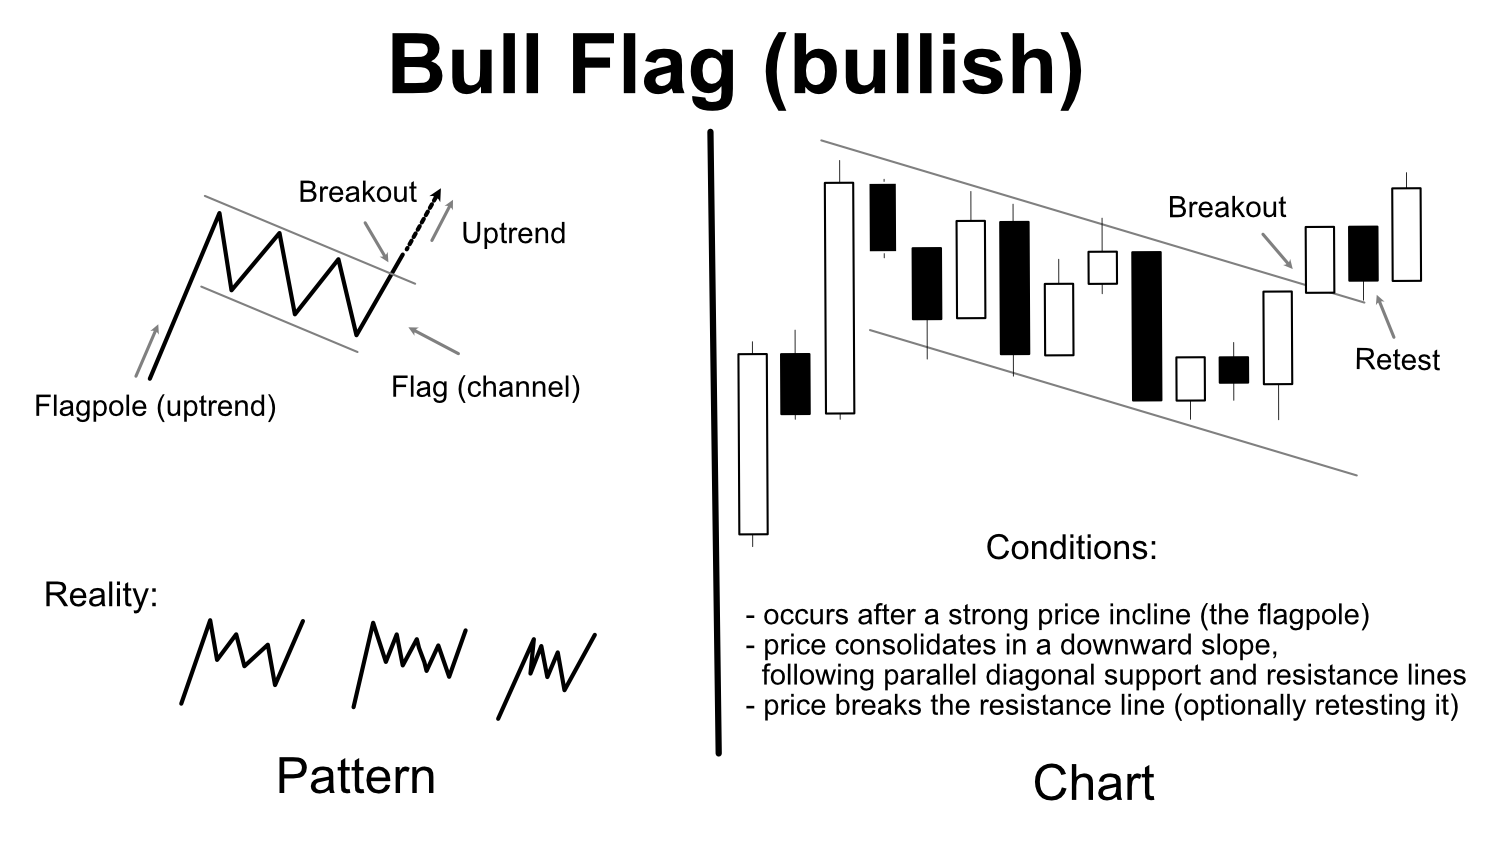 Bull Flag (bullish)
Breakout
Uptrend
Flag (channel)
Flagpole (uptrend)
Reality:
Pattern
Breakout
Retest
Conditions:
- occurs after a strong price incline (the flagpole)
- price consolidates in a downward slope,
following parallel diagonal support and resistance lines
- price breaks the resistance line (optionally retesting it)
Chart